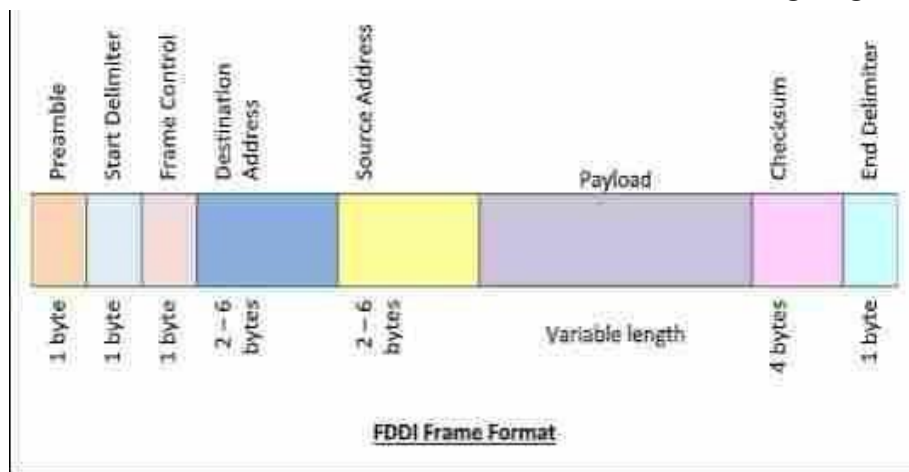 Preamble
Start Delimiter
Frame Control
Destination
Address
Source Address
Payload
Checksum
End Delimiter
1 byte
1 byte
1 byte
2 – 6
bytes
2 – 6
bytes
Variable length
4 bytes
1 byte
FDDI Frame Format